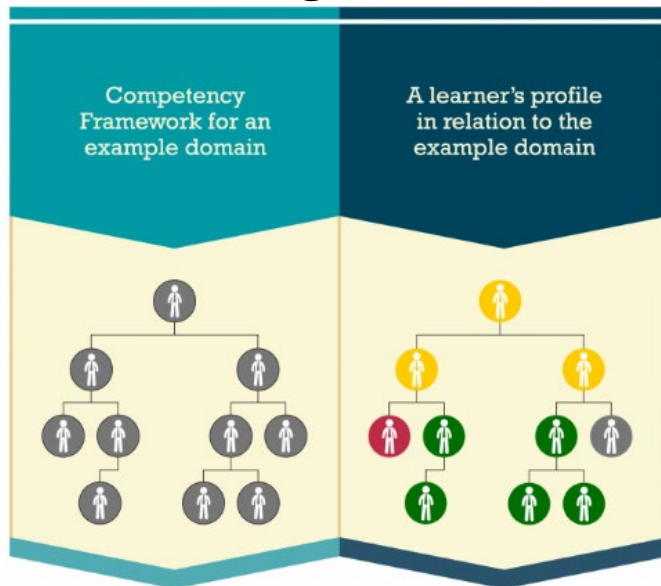 Competency
Framework for an
example domain
A learner's profile
in relation to the
example domain